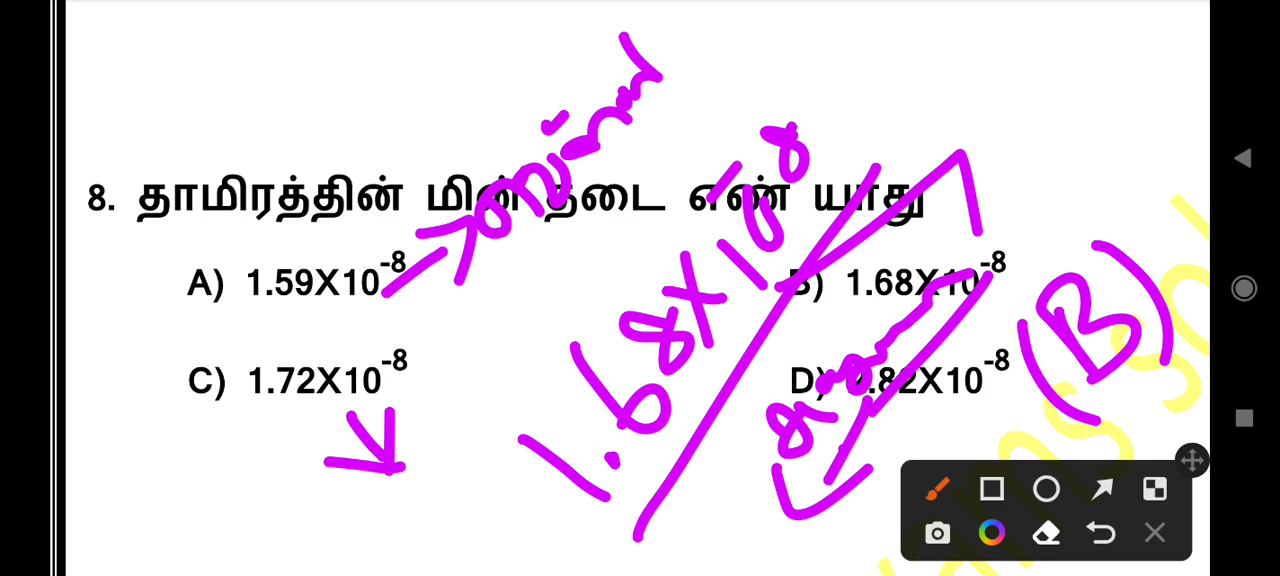 8. தாமிரத்தின் மின் தடை எண் யாது
A) 1.59X10-8 B) 1.68X10-8
C) 1.72X10-8 D) 2.82X10-8
1.68X10-8
(B)